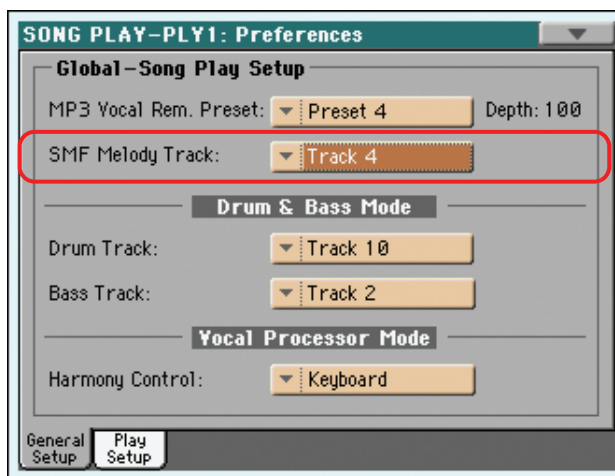 SONG PLAY-PLY1: Preferences
Global-Song Play Setup
MP3 Vocal Rem. Preset: Preset 4 Depth: 100
SMF Melody Track: Track 4
Drum & Bass Mode
Drum Track: Track 10
Bass Track: Track 2
Vocal Processor Mode
Harmony Control: Keyboard
General Setup
Play Setup